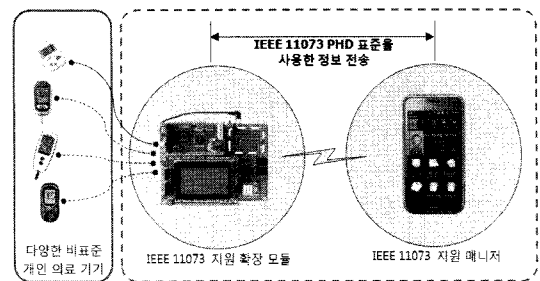 IEEE 11073 PHD 표준을
사용한 정보 전송
다양한 비표준
개인 의료 기기
IEEE 11073 지원 확장 모듈
IEEE 11073 지원 매니저